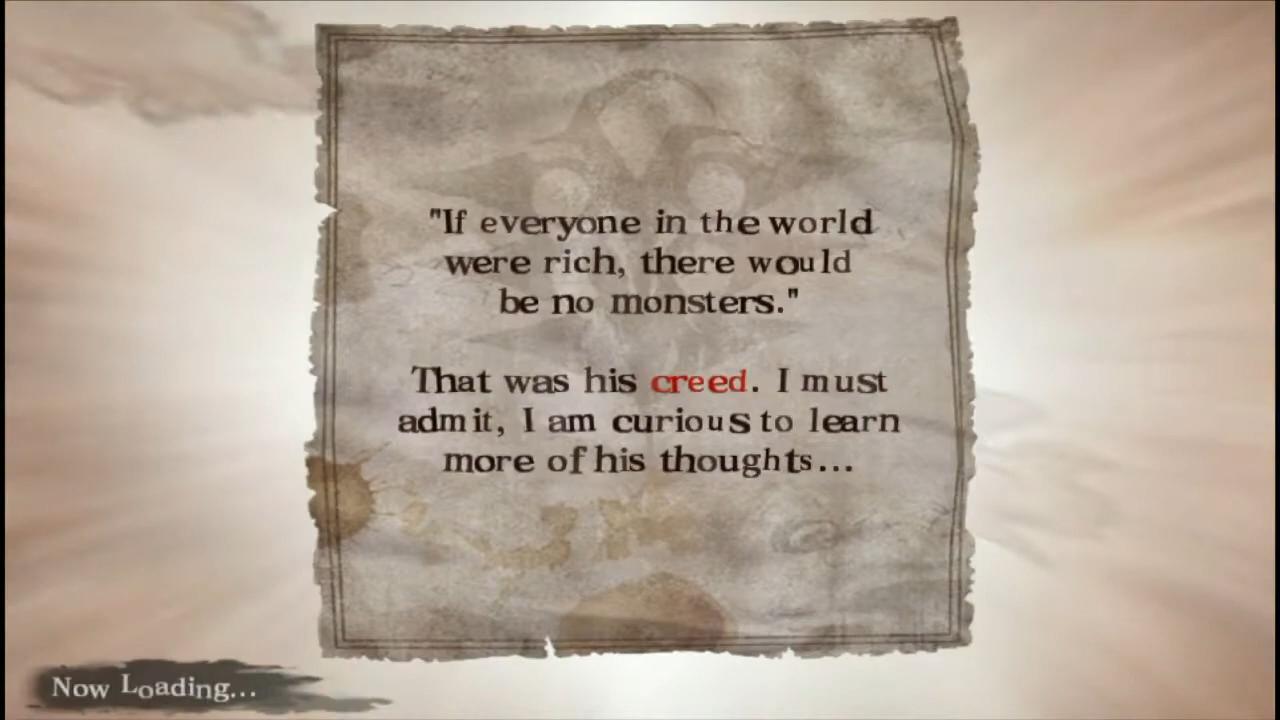 "If everyone in the world
were rich, there would
be no monsters."
That was his creed. I must
admit, I am curious to learn
more of his thoughts...
Now Loading...